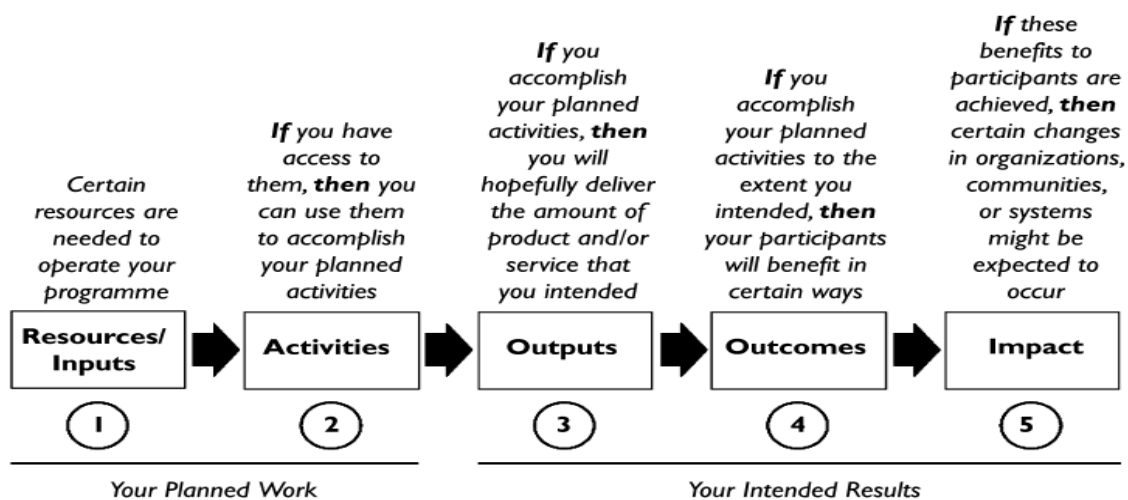 Certain
resources are
needed to
operate your
programme
If you have
access to
them, then you
can use them
to accomplish
your planned
activities
If you
accomplish
your planned
activities, then
you will
hopefully deliver
the amount of
product and/or
service that
you intended
If you
accomplish
your planned
activities to the
extent you
intended, then
your participants
will benefit in
certain ways
If these
benefits to
participants are
achieved, then
certain changes
in organizations,
communities,
or systems
might be
expected to
occur
Resources/
Inputs
Activities
Outputs
Outcomes
Impact
1
2
3
4
5
Your Planned Work
Your Intended Results